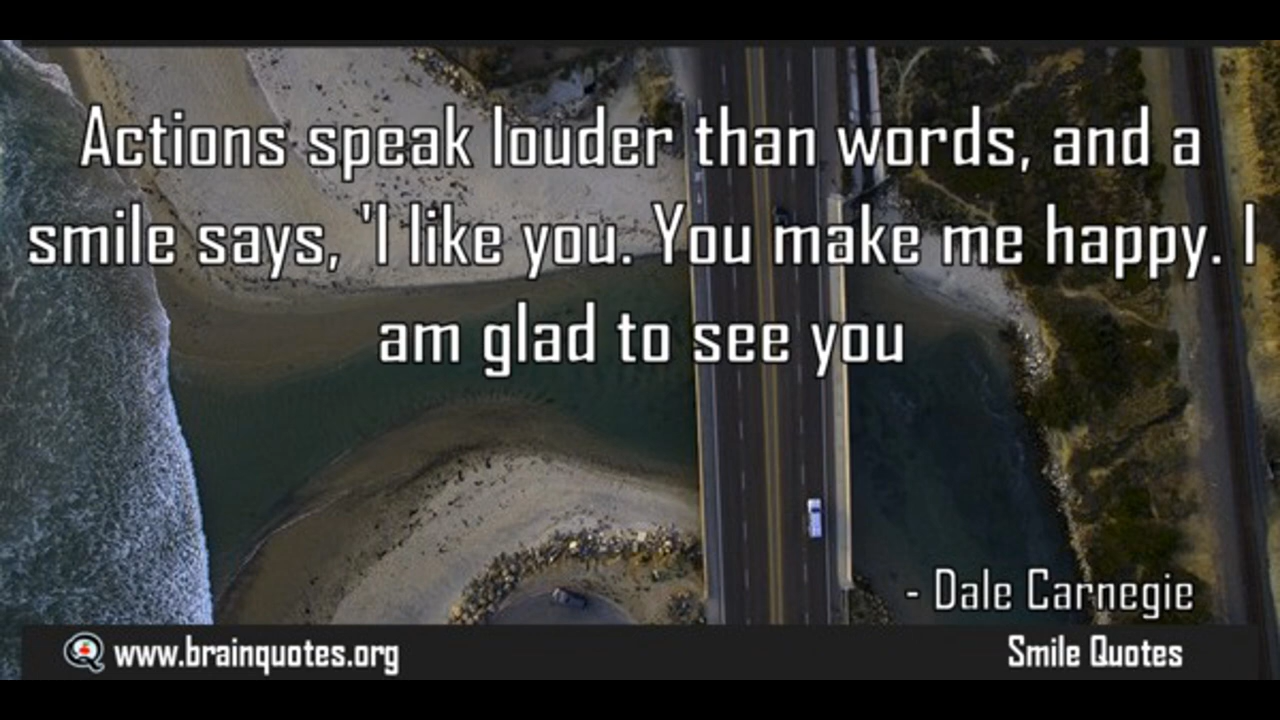 Actions speak louder than words, and a
smile says, 'I like you. You make me happy. I
am glad to see you
- Dale Carnegie
www.brainquotes.org
Smile Quotes